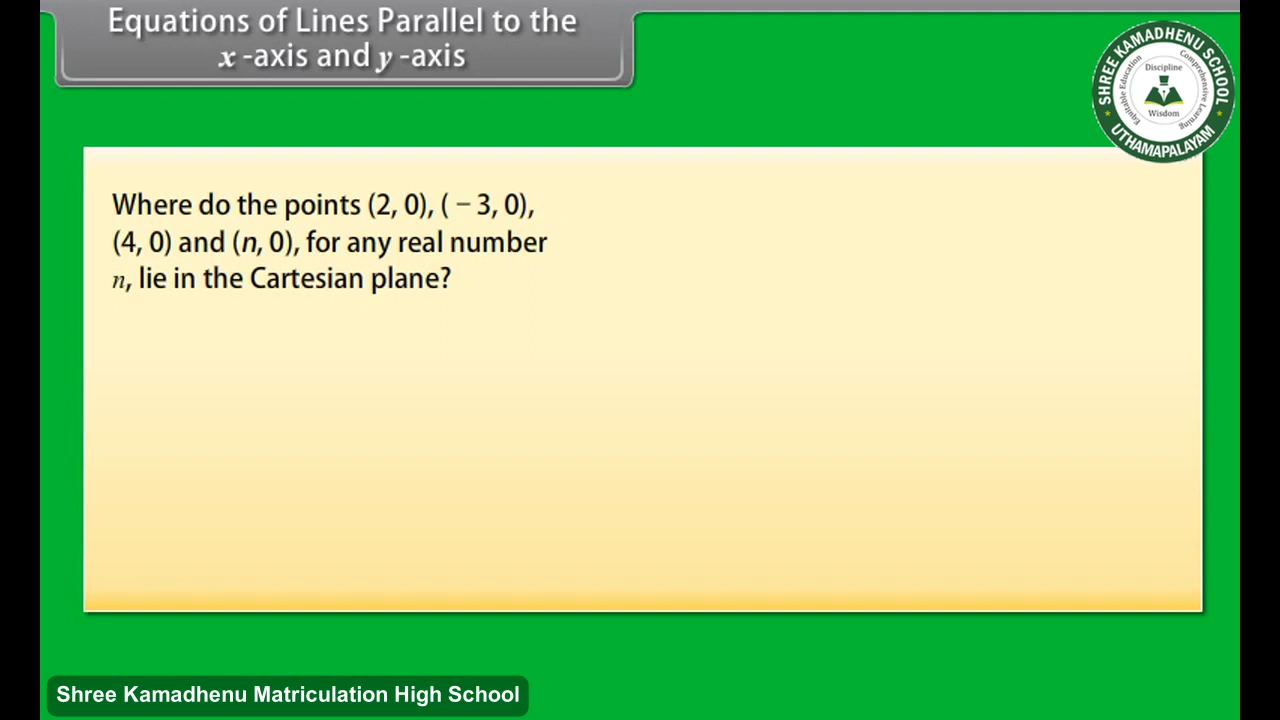 Equations of Lines Parallel to the
x -axis and y -axis
SHREE KAMADHENU SCHOOL
Discipline
Equitable Education
Comprehensive Learning
Wisdom
UTHAMAPALAYAM
Where do the points (2, 0), ( − 3, 0),
(4, 0) and (n, 0), for any real number
n, lie in the Cartesian plane?
Shree Kamadhenu Matriculation High School